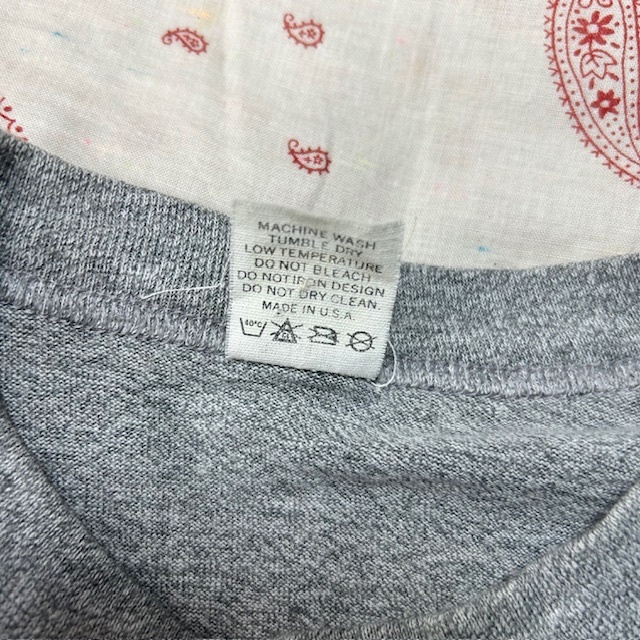 MACHINE WASH
TUMBLE DRY
LOW TEMPERATURE
DO NOT BLEACH
DO NOT IRON DESIGN
DO NOT DRY CLEAN.
MADE IN U.S.A.
40°C